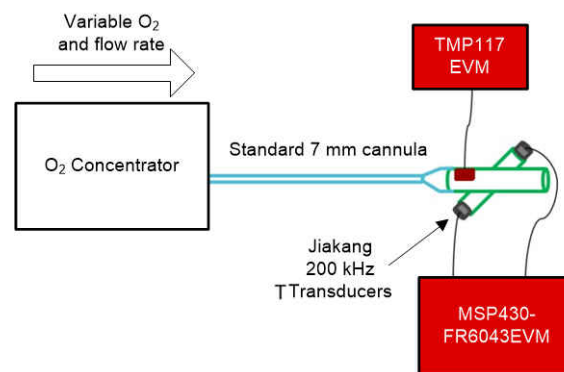 Variable O₂
and flow rate
TMP117
EVM
O₂ Concentrator
Standard 7 mm cannula
Jiakang
200 kHz
TTransducers
MSP430-
FR6043EVM